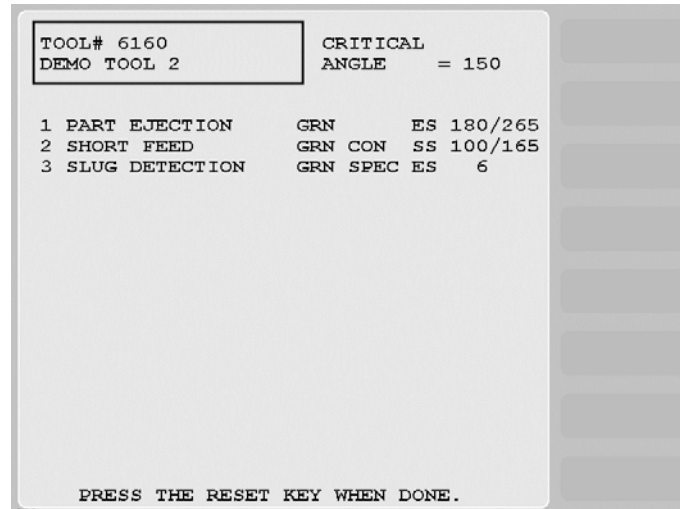 TOOL# 6160
DEMO TOOL 2
CRITICAL
ANGLE = 150
1 PART EJECTION GRN ES 180/265
2 SHORT FEED GRN CON SS 100/165
3 SLUG DETECTION GRN SPEC ES 6
PRESS THE RESET KEY WHEN DONE.